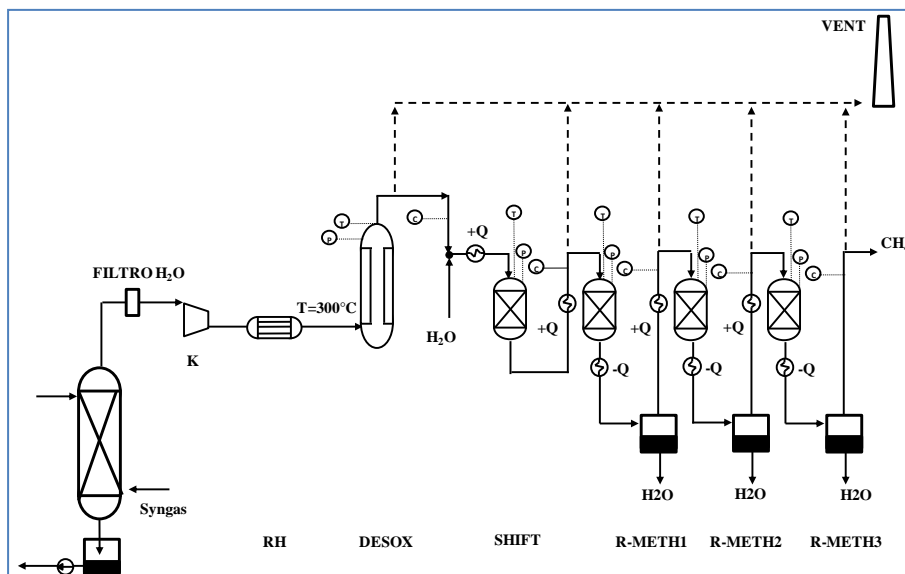 VENT
CH
T
P
C
+Q
T
P
C
T
P
C
T
P
C
T
P
C
FILTRO H₂O
T=300°C
K
H₂O
+Q
+Q
+Q
-Q
-Q
-Q
Syngas
H2O
H2O
H2O
RH
DESOX
SHIFT
R-METH1
R-METH2
R-METH3